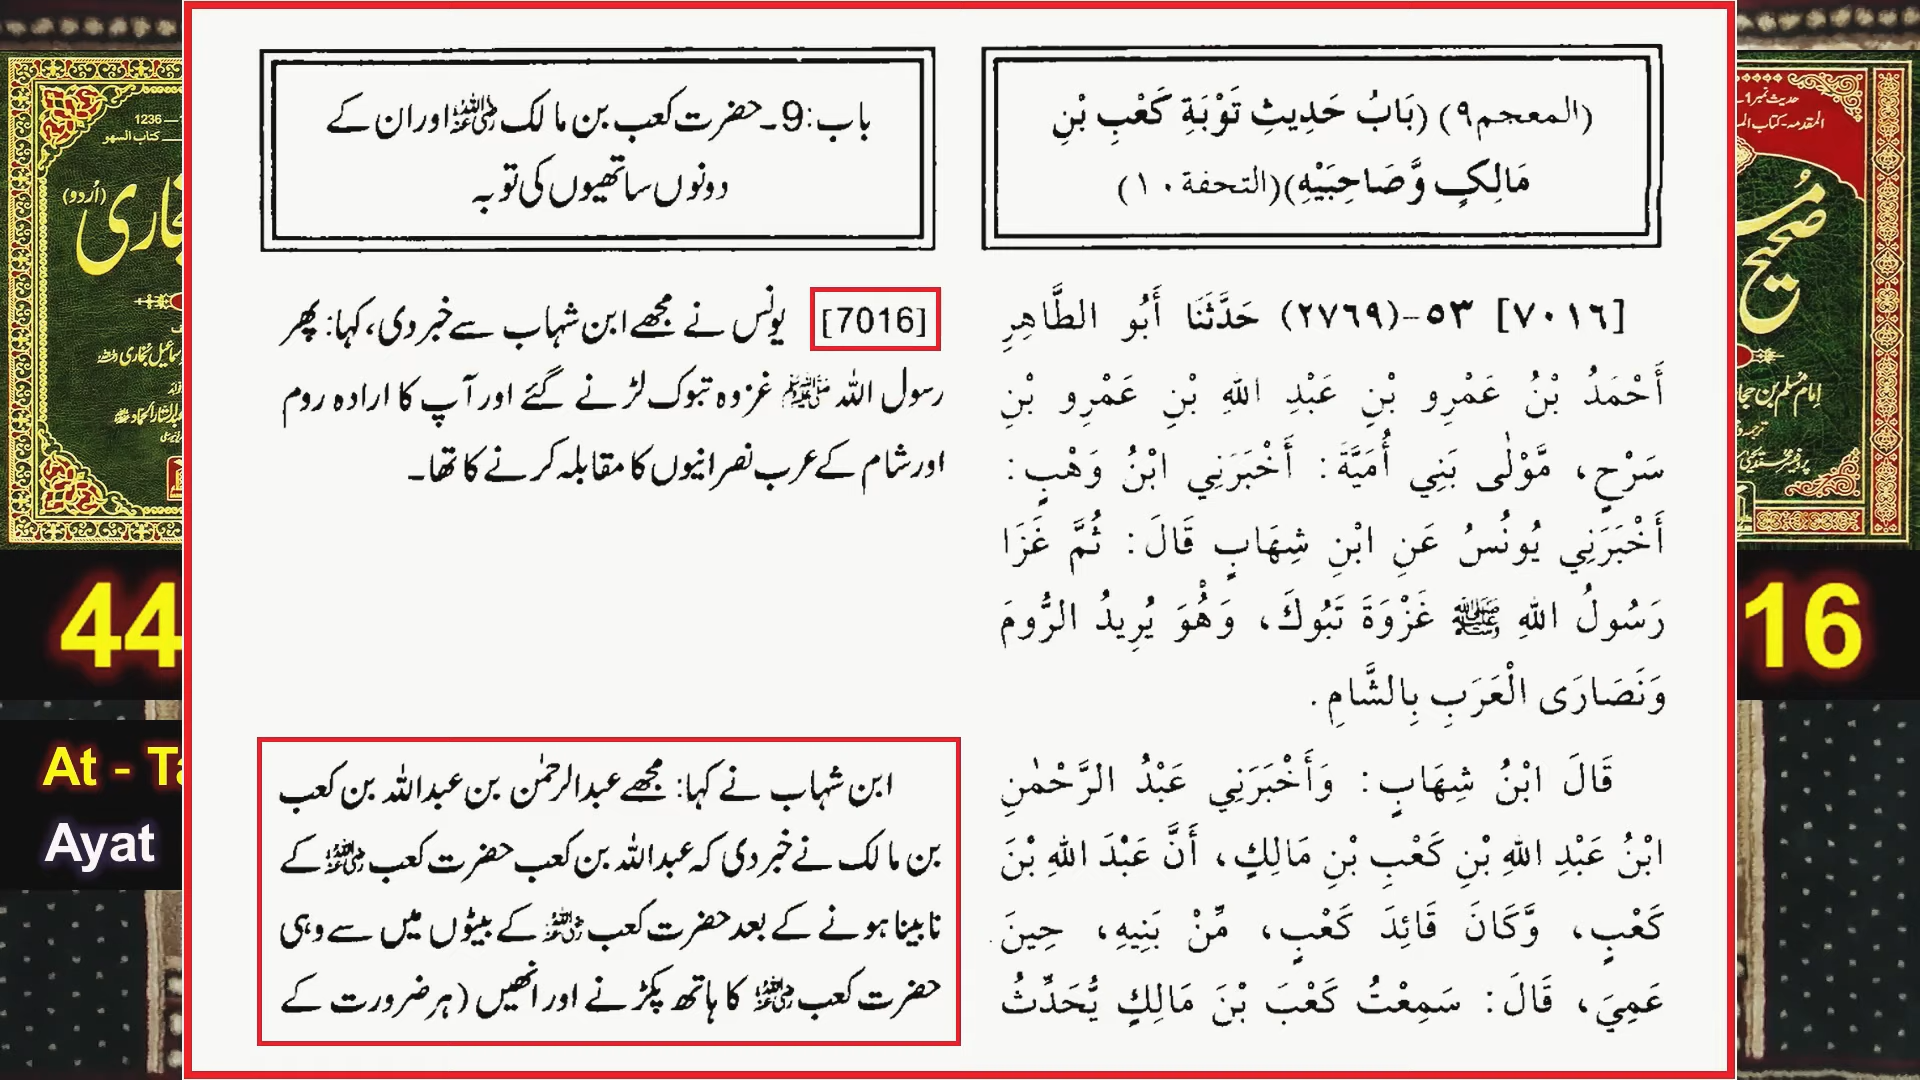 (المعجم٩) (بَابُ حَدِيثِ تَوْبَةِ كَعْبِ بْنِ
مَالِكٍ وَّصَاحِبَيْهِ)(التحفة١٠)
باب:9۔حضرت کعب بن مالک رضی اللہ عنہ اور ان کے
دونوں ساتھیوں کی توبہ
[٧٠١٦] ٥٣-(٢٧٦٩) حَدَّثَنَا أَبُو الطَّاهِرِ
أَحْمَدُ بْنُ عَمْرِو بْنِ عَبْدِ اللهِ بْنِ عَمْرِو بْنِ
سَرْحٍ، مَّوْلٰى بَنِي أُمَيَّةَ: أَخْبَرَنِي ابْنُ وَهْبٍ:
أَخْبَرَنِي يُونُسُ عَنِ ابْنِ شِهَابٍ قَالَ: ثُمَّ غَزَا
رَسُولُ اللهِ ﷺ غَزْوَةَ تَبُوكَ، وَهُوَ يُرِيدُ الرُّومَ
وَنَصَارَى الْعَرَبِ بِالشَّامِ.
قَالَ ابْنُ شِهَابٍ: وَأَخْبَرَنِي عَبْدُ الرَّحْمٰنِ
ابْنُ عَبْدِ اللهِ بْنِ كَعْبِ بْنِ مَالِكٍ، أَنَّ عَبْدَ اللهِ بْنَ
كَعْبٍ، وَّكَانَ قَائِدَ كَعْبٍ، مِّنْ بَنِيهِ، حِينَ
عَمِيَ، قَالَ: سَمِعْتُ كَعْبَ بْنَ مَالِكٍ يُّحَدِّثُ
[7016] یونس نے مجھے ابن شہاب سے خبر دی، کہا: پھر
رسول اللہ ﷺ غزوہ تبوک لڑنے گئے اور آپ کا ارادہ روم
اور شام کے عرب نصرانیوں کا مقابلہ کرنے کا تھا۔
ابن شہاب نے کہا: مجھے عبدالرحمٰن بن عبداللہ بن کعب
بن مالک نے خبر دی کہ عبداللہ بن کعب حضرت کعب رضی اللہ عنہ کے
نابینا ہونے کے بعد حضرت کعب رضی اللہ عنہ کے بیٹوں میں سے وہی
حضرت کعب رضی اللہ عنہ کا ہاتھ پکڑنے اور انھیں (ہر ضرورت کے
1236
کتاب السهو
(اُردو)
صحیح
44
16
At - Ta
Ayat